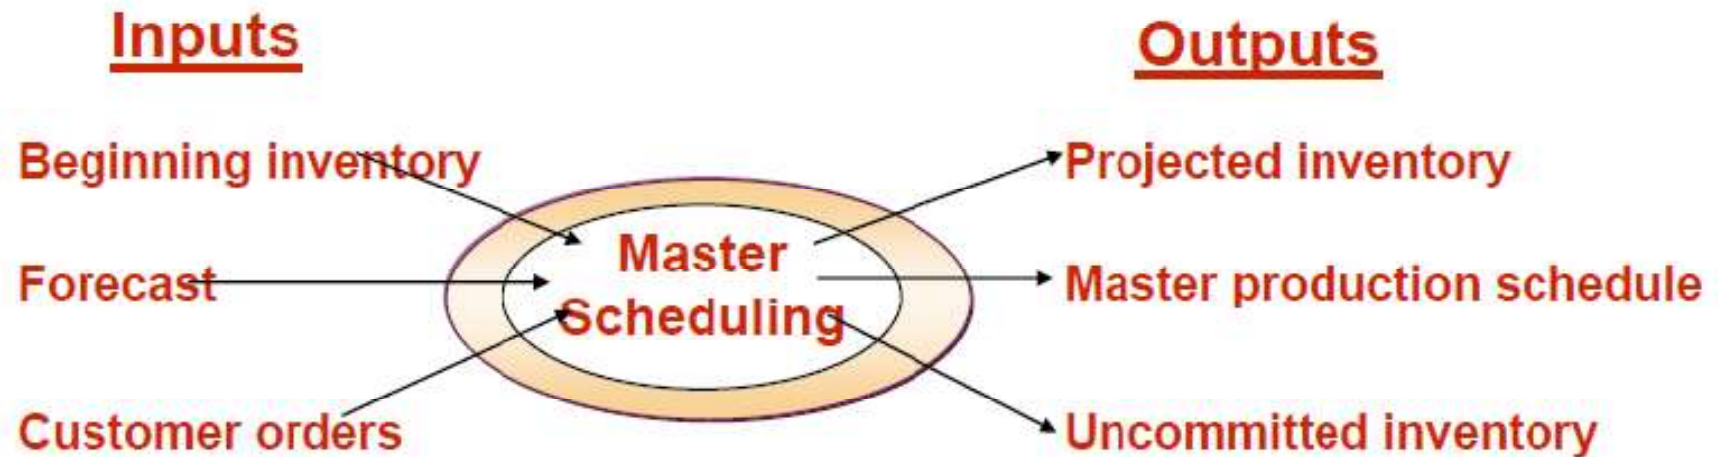 Inputs
Outputs
Beginning inventory
Projected inventory
Master
Scheduling
Forecast
Master production schedule
Customer orders
Uncommitted inventory